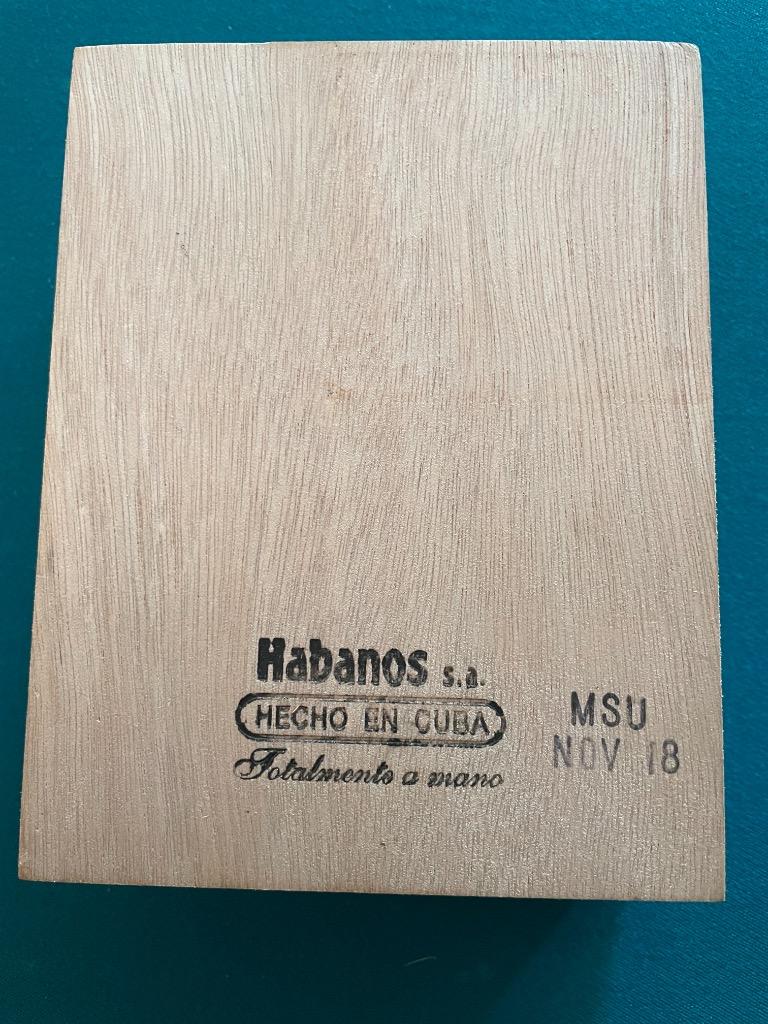 Habanos s.a.
HECHO EN CUBA
Totalmente a mano
MSU
NOV 18